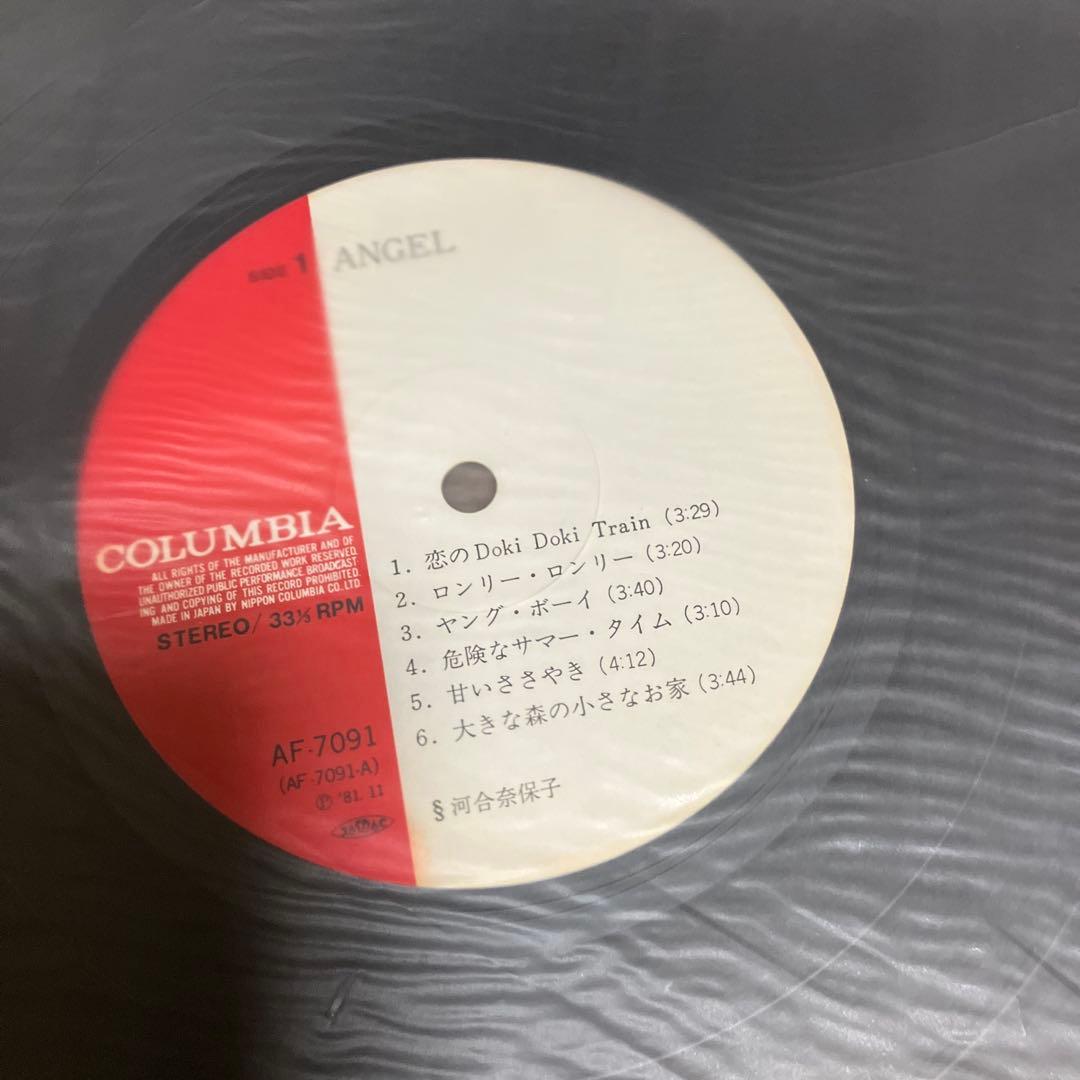 SIDE 1 ANGEL
COLUMBIA
ALL RIGHTS OF THE MANUFACTURER AND OF
THE OWNER OF THE RECORDED WORK RESERVED.
UNAUTHORIZED PUBLIC PERFORMANCE. BROADCAST
ING AND COPYING OF THIS RECORD PROHIBITED.
MADE IN JAPAN BY NIPPON COLUMBIA CO. LTD.
STEREO/33⅓ RPM
AF-7091
(AF-7091-A)
Ⓟ '81. 11
1. 恋のDoki Doki Train (3:29)
2. ロンリー・ロンリー (3:20)
3. ヤング・ボーイ (3:40)
4. 危険なサマー・タイム (3:10)
5. 甘いささやき (4:12)
6. 大きな森の小さなお家 (3:44)
§河合奈保子